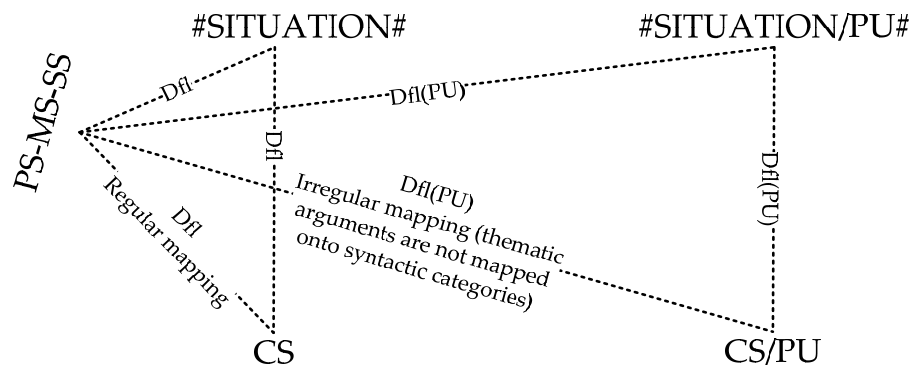 #SITUATION#
#SITUATION/PU#
PS-MS-SS
Dfl
Dfl(PU)
Dfl
Dfl(PU)
Dfl
Regular mapping
Dfl(PU)
Irregular mapping (thematic
arguments are not mapped
onto syntactic categories)
CS
CS/PU